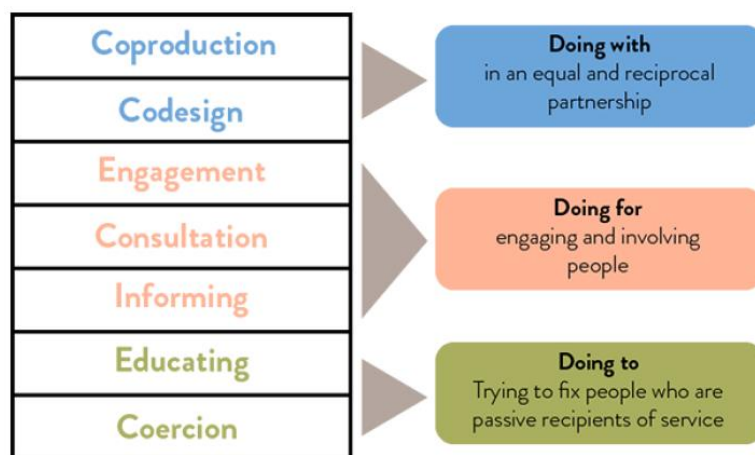 Coproduction
Codesign
Engagement
Consultation
Informing
Educating
Coercion
Doing with
in an equal and reciprocal
partnership
Doing for
engaging and involving
people
Doing to
Trying to fix people who are
passive recipients of service